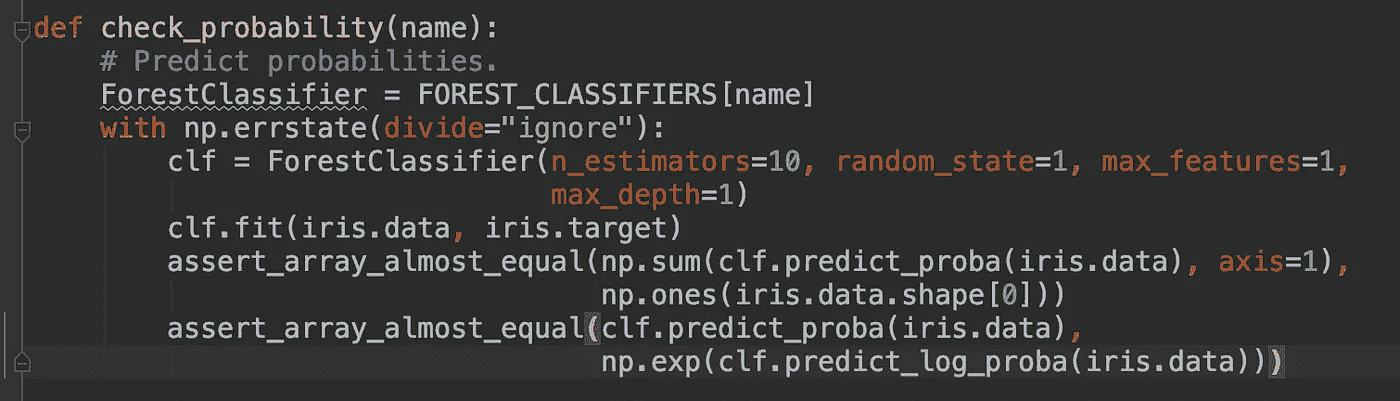 def check_probability(name):
    # Predict probabilities.
    ForestClassifier = FOREST_CLASSIFIERS[name]
    with np.errstate(divide="ignore"):
        clf = ForestClassifier(n_estimators=10, random_state=1, max_features=1,
                               max_depth=1)
        clf.fit(iris.data, iris.target)
        assert_array_almost_equal(np.sum(clf.predict_proba(iris.data), axis=1),
                                  np.ones(iris.data.shape[0]))
        assert_array_almost_equal(clf.predict_proba(iris.data),
                                  np.exp(clf.predict_log_proba(iris.data)))